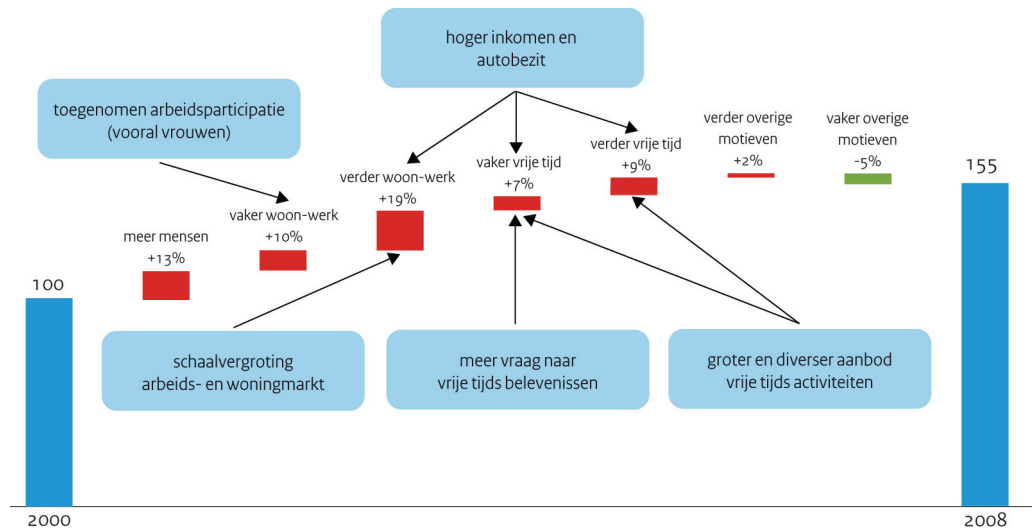 hoger inkomen en
autobezit
toegenomen arbeidsparticipatie
(vooral vrouwen)
meer mensen
+13%
vaker woon-werk
+10%
verder woon-werk
+19%
vaker vrije tijd
+7%
verder vrije tijd
+9%
verder overige
motieven
+2%
vaker overige
motieven
-5%
100
155
schaalvergroting
arbeids- en woningmarkt
meer vraag naar
vrije tijds belevenissen
groter en diverser aanbod
vrije tijds activiteiten
2000
2008